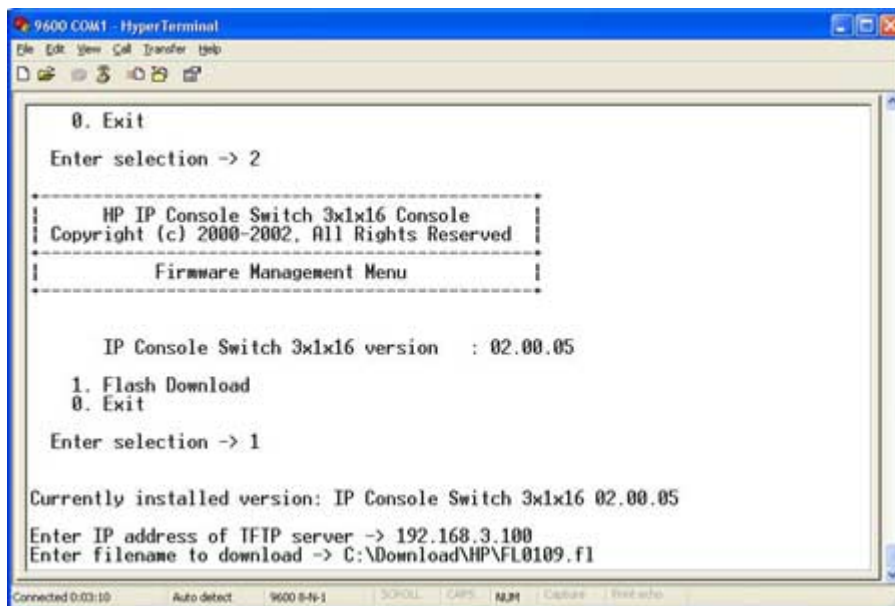 9600 COM1 - HyperTerminal
File Edit View Call Transfer Help
0. Exit
Enter selection -> 2
HP IP Console Switch 3x1x16 Console
Copyright (c) 2000-2002, All Rights Reserved
Firmware Management Menu
IP Console Switch 3x1x16 version : 02.00.05
1. Flash Download
0. Exit
Enter selection -> 1
Currently installed version: IP Console Switch 3x1x16 02.00.05
Enter IP address of TFTP server -> 192.168.3.100
Enter filename to download -> C:\Download\HP\FL0109.fl
Connected 0:03:10 Auto detect 9600 8-N-1 SCROLL CAPS NUM Capture Print echo